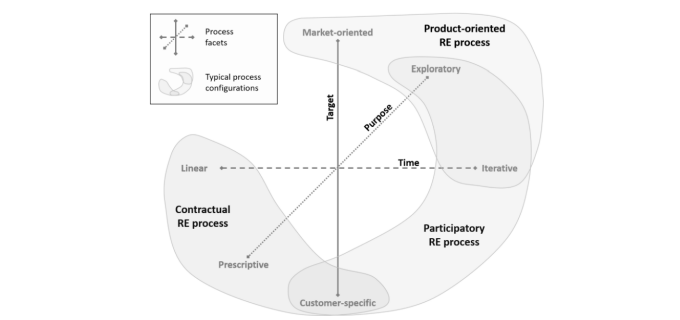 Process
facets
Typical process
configurations
Market-oriented
Product-oriented
RE process
Exploratory
Target
Purpose
Time
Linear
Iterative
Contractual
RE process
Participatory
RE process
Prescriptive
Customer-specific